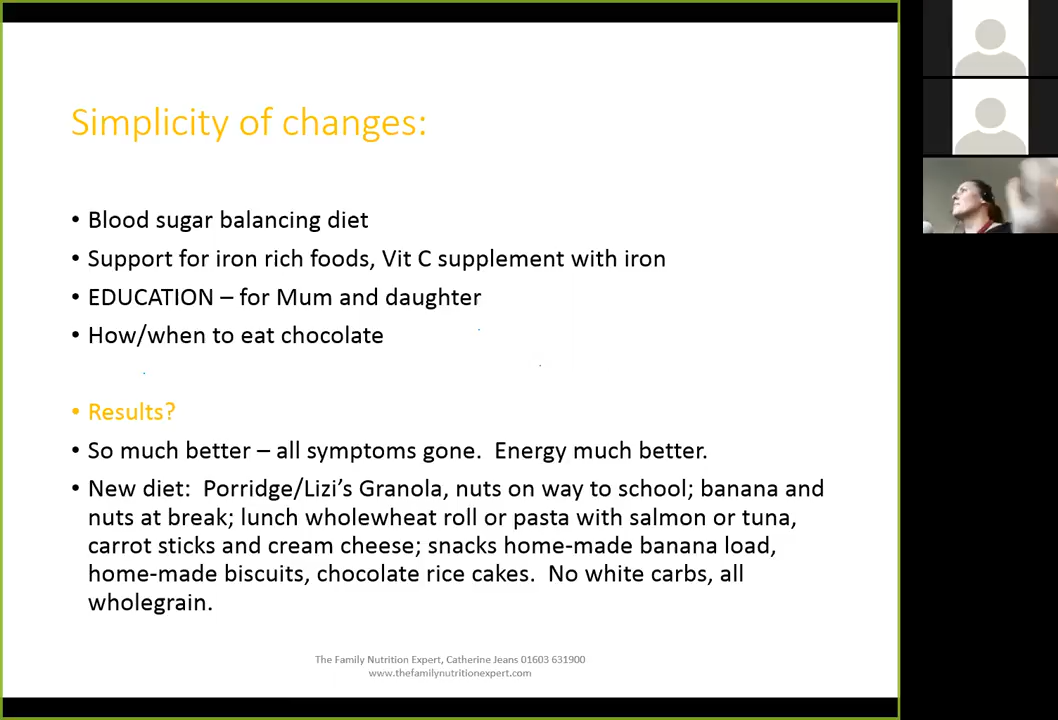 Simplicity of changes:
• Blood sugar balancing diet
• Support for iron rich foods, Vit C supplement with iron
• EDUCATION – for Mum and daughter
• How/when to eat chocolate
• Results?
• So much better – all symptoms gone.  Energy much better.
• New diet:  Porridge/Lizi’s Granola, nuts on way to school; banana and
nuts at break; lunch wholewheat roll or pasta with salmon or tuna,
carrot sticks and cream cheese; snacks home-made banana load,
home-made biscuits, chocolate rice cakes.  No white carbs, all
wholegrain.
The Family Nutrition Expert, Catherine Jeans 01603 631900
www.thefamilynutritionexpert.com